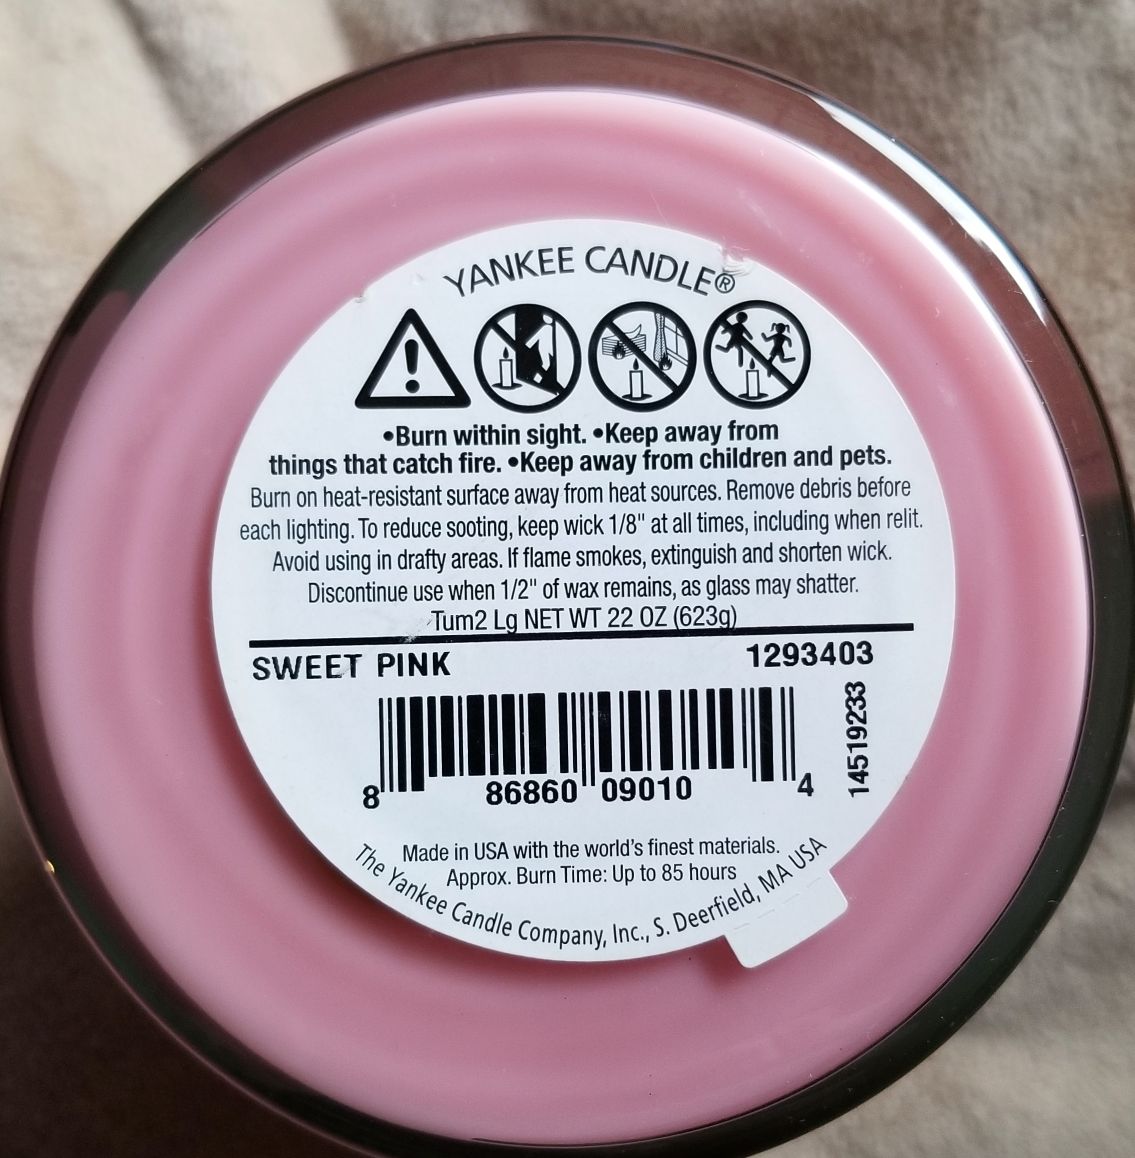 YANKEE CANDLE®
•Burn within sight. •Keep away from
things that catch fire. •Keep away from children and pets.
Burn on heat-resistant surface away from heat sources. Remove debris before
each lighting. To reduce sooting, keep wick 1/8" at all times, including when relit.
Avoid using in drafty areas. If flame smokes, extinguish and shorten wick.
Discontinue use when 1/2" of wax remains, as glass may shatter.
Tum2 Lg NET WT 22 OZ (623g)
SWEET PINK 1293403
14519233
8 86860 09010 4
Made in USA with the world's finest materials.
Approx. Burn Time: Up to 85 hours
The Yankee Candle Company, Inc., S. Deerfield, MA USA